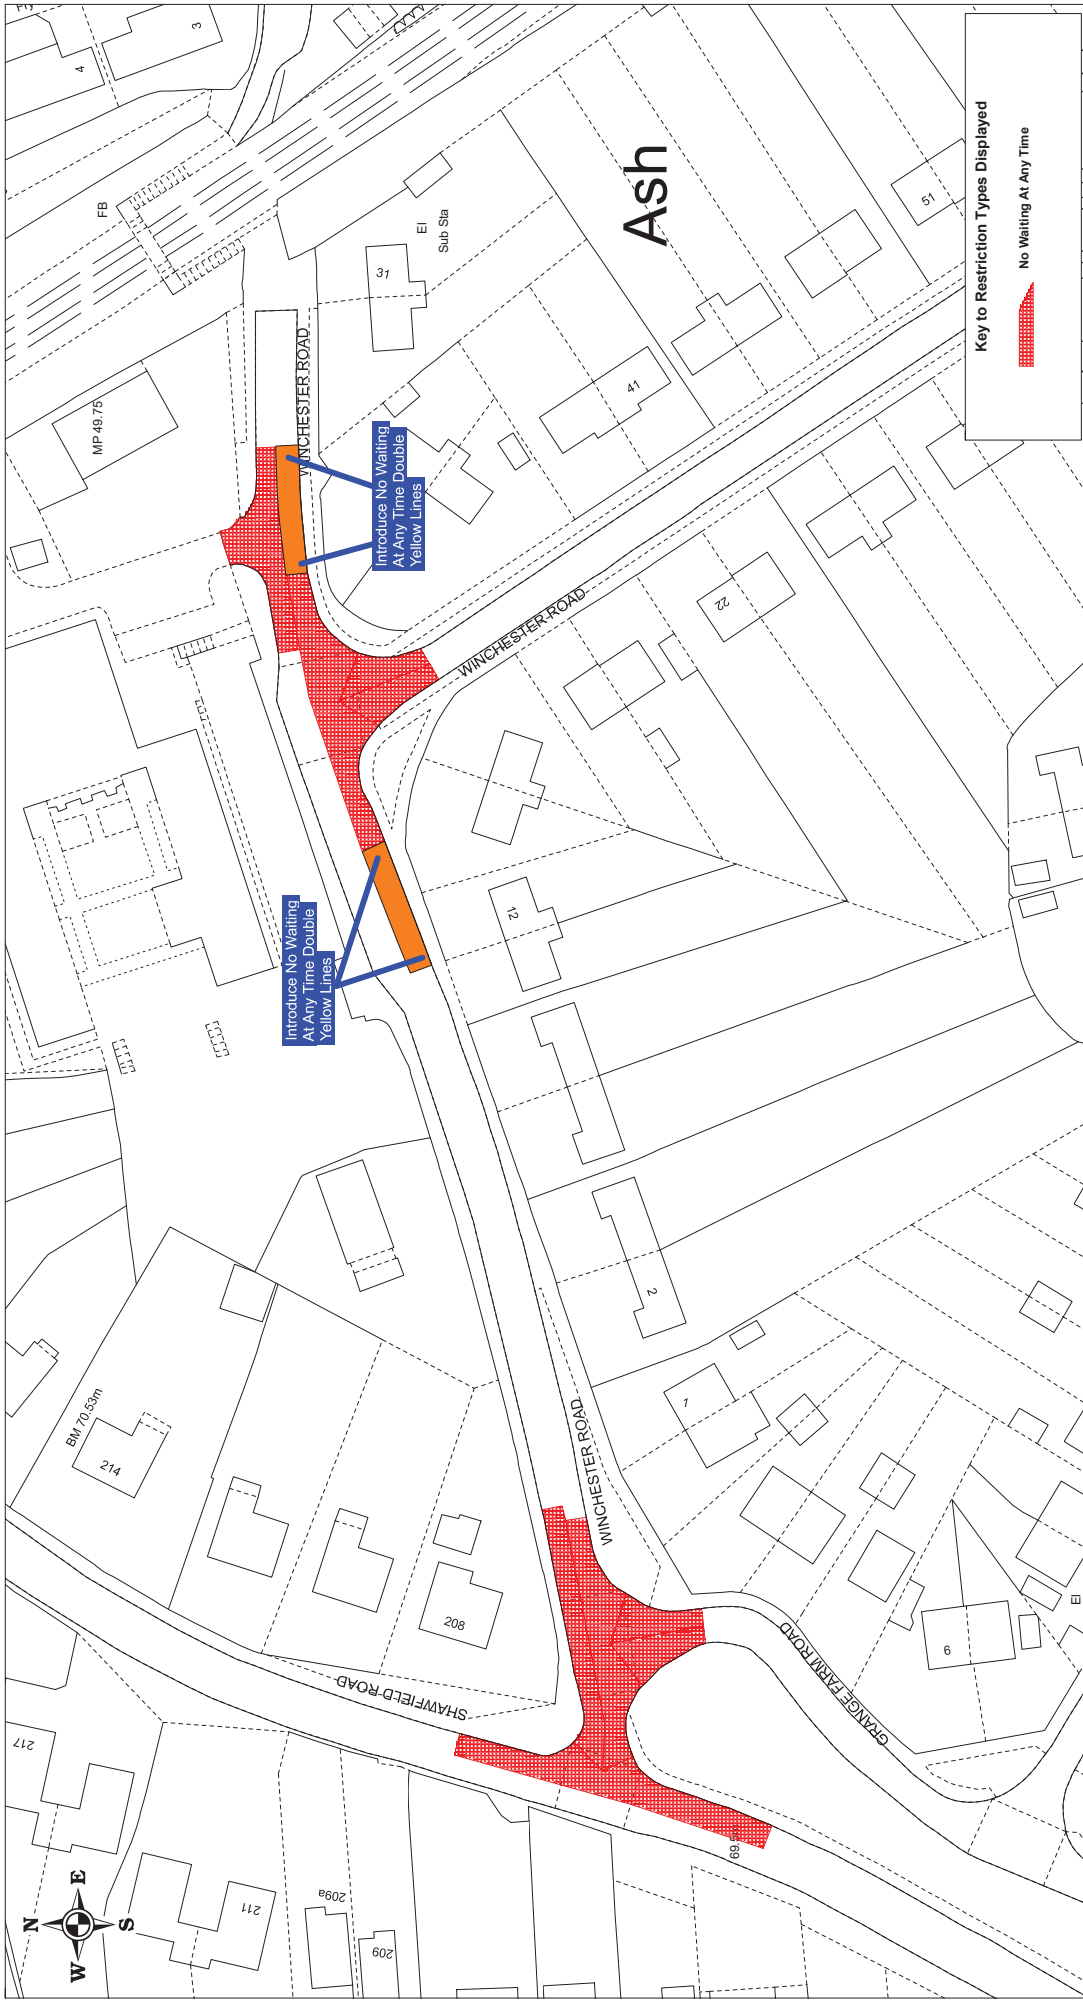 3
4
FB
El
Sub Sta
31
Ash
51
Key to Restriction Types Displayed
No Waiting At Any Time
MP 49.75
WINCHESTER ROAD
41
Introduce No Waiting
At Any Time Double
Yellow Lines
WINCHESTER ROAD
22
Introduce No Waiting
At Any Time Double
Yellow Lines
12
2
1
BM 70.53m
214
208
WINCHESTER ROAD
SHAWFIELD ROAD
GRANGE FARM ROAD
6
El
217
211
209a
209
N
E
S
W